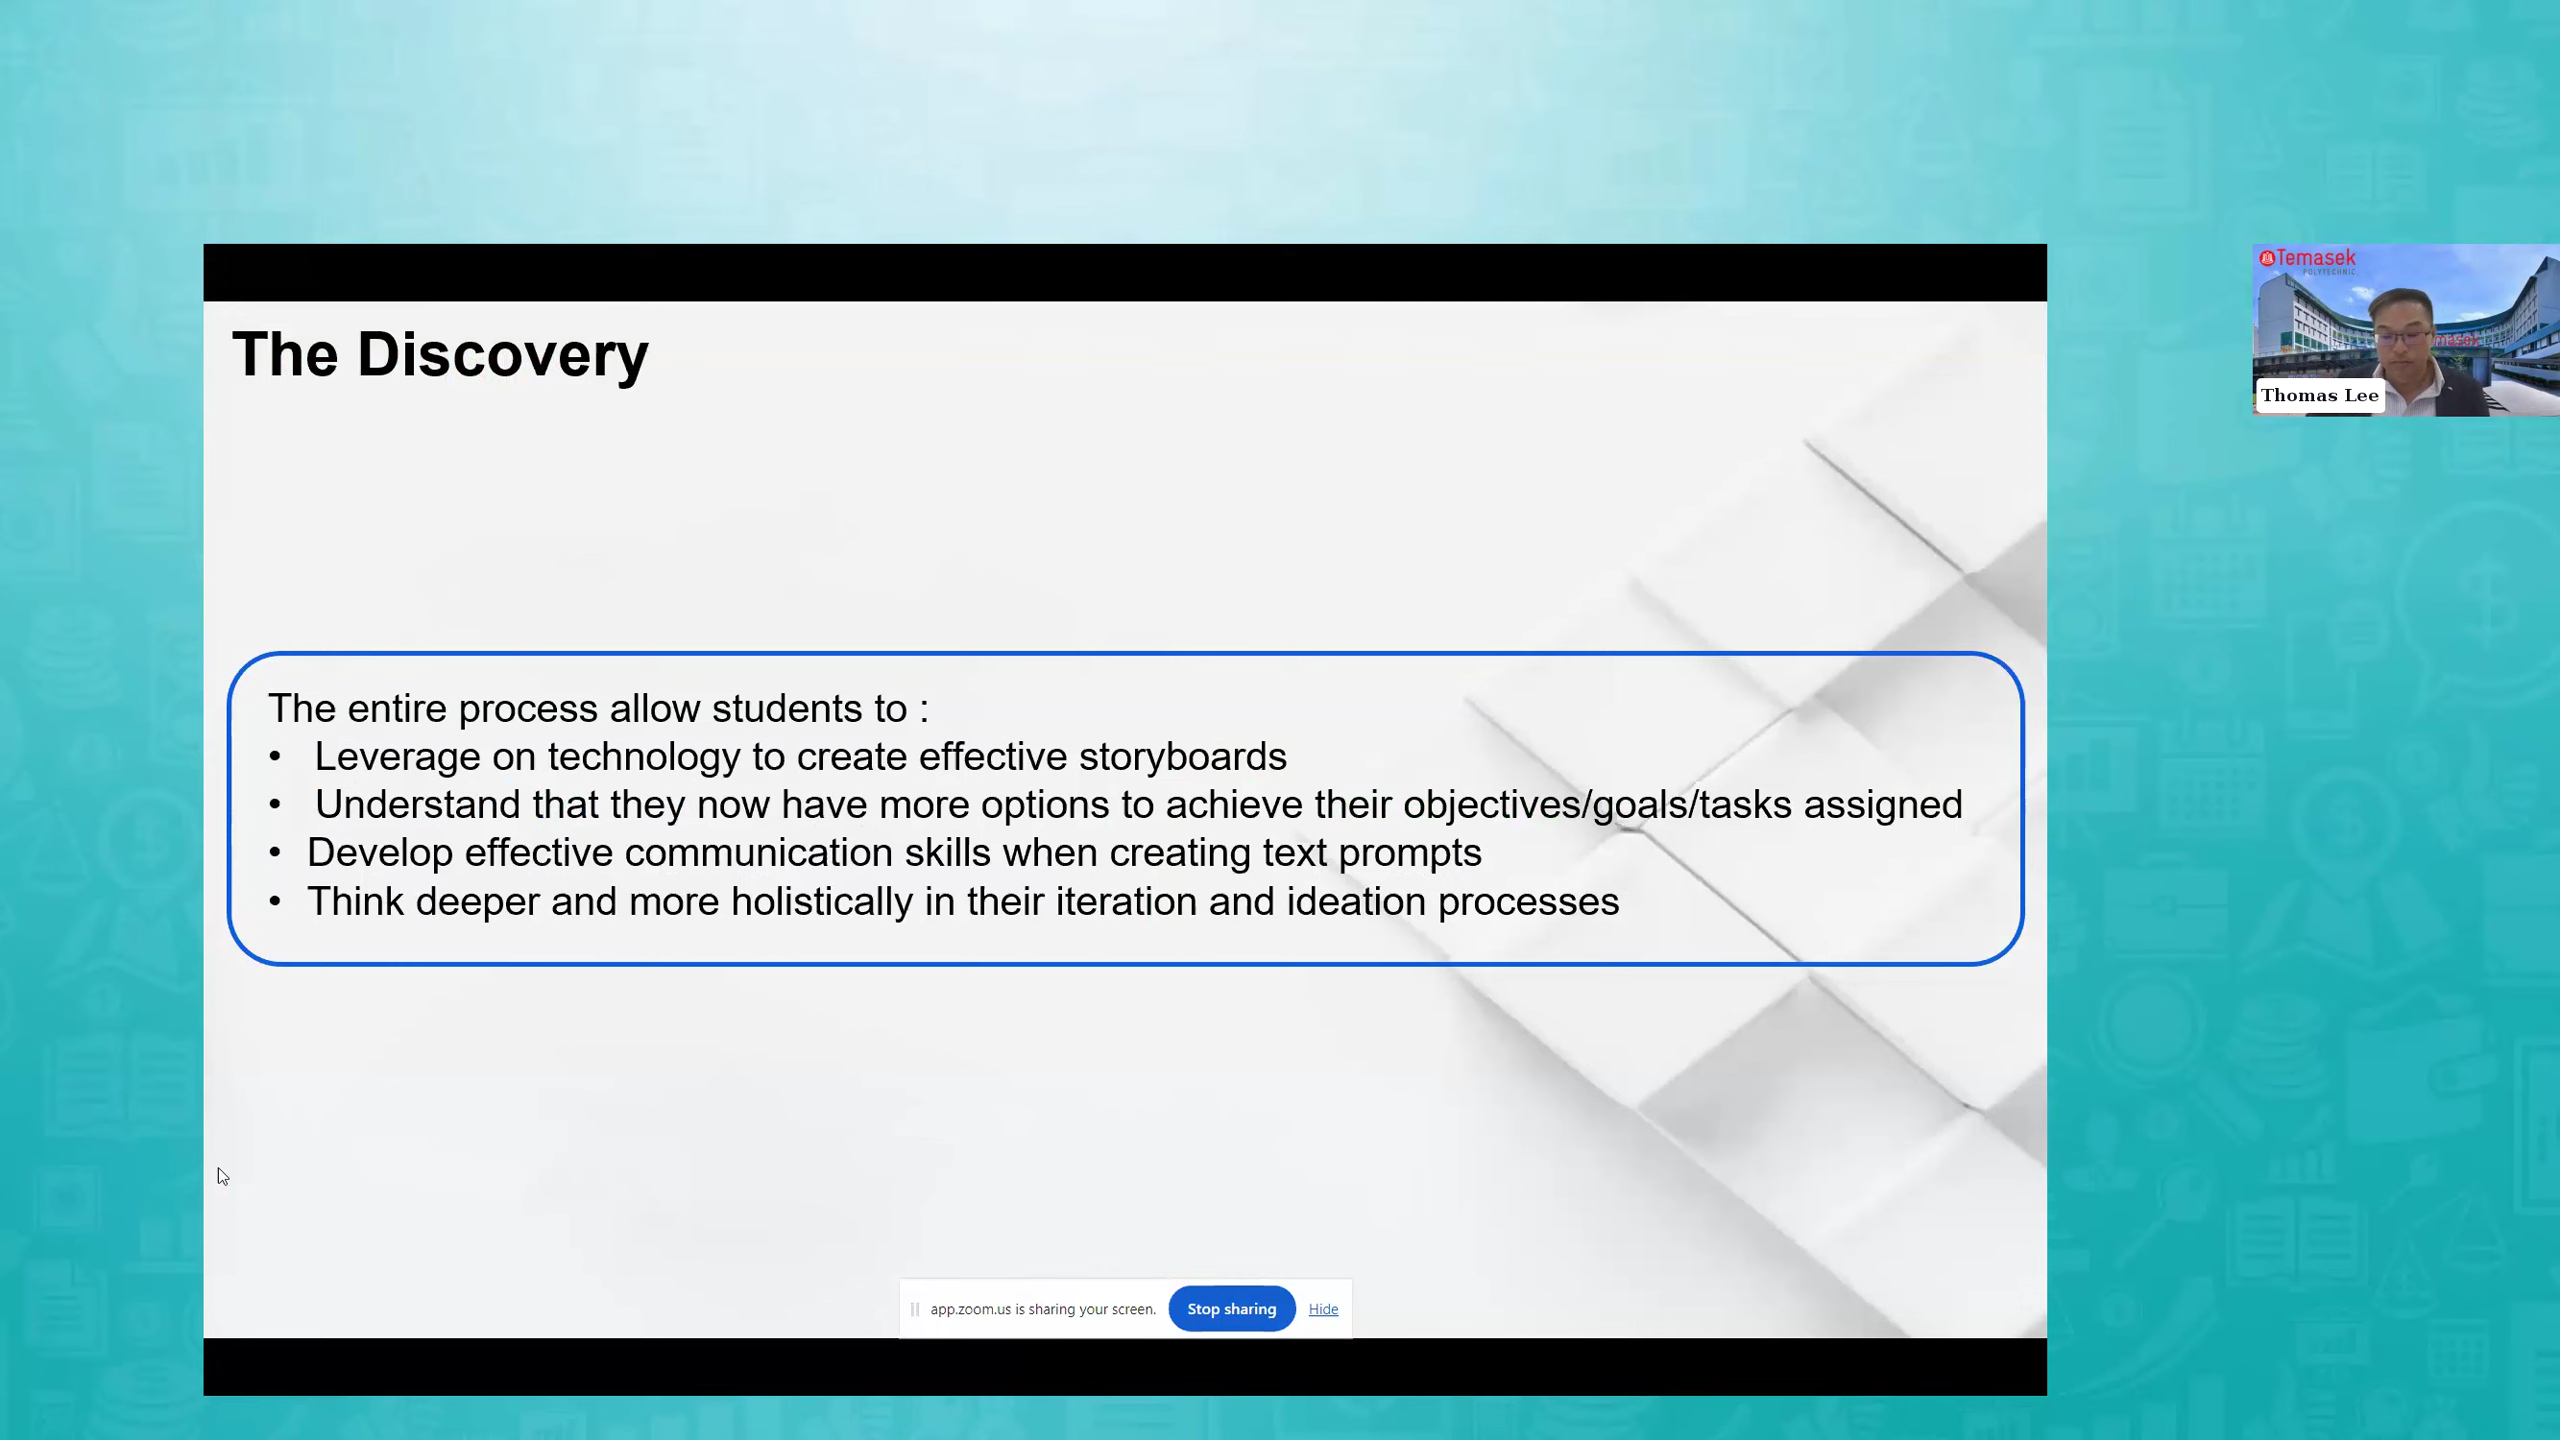 The Discovery
The entire process allow students to :
• Leverage on technology to create effective storyboards
• Understand that they now have more options to achieve their objectives/goals/tasks assigned
• Develop effective communication skills when creating text prompts
• Think deeper and more holistically in their iteration and ideation processes
app.zoom.us is sharing your screen. Stop sharing Hide
Temasek
POLYTECHNIC
Thomas Lee